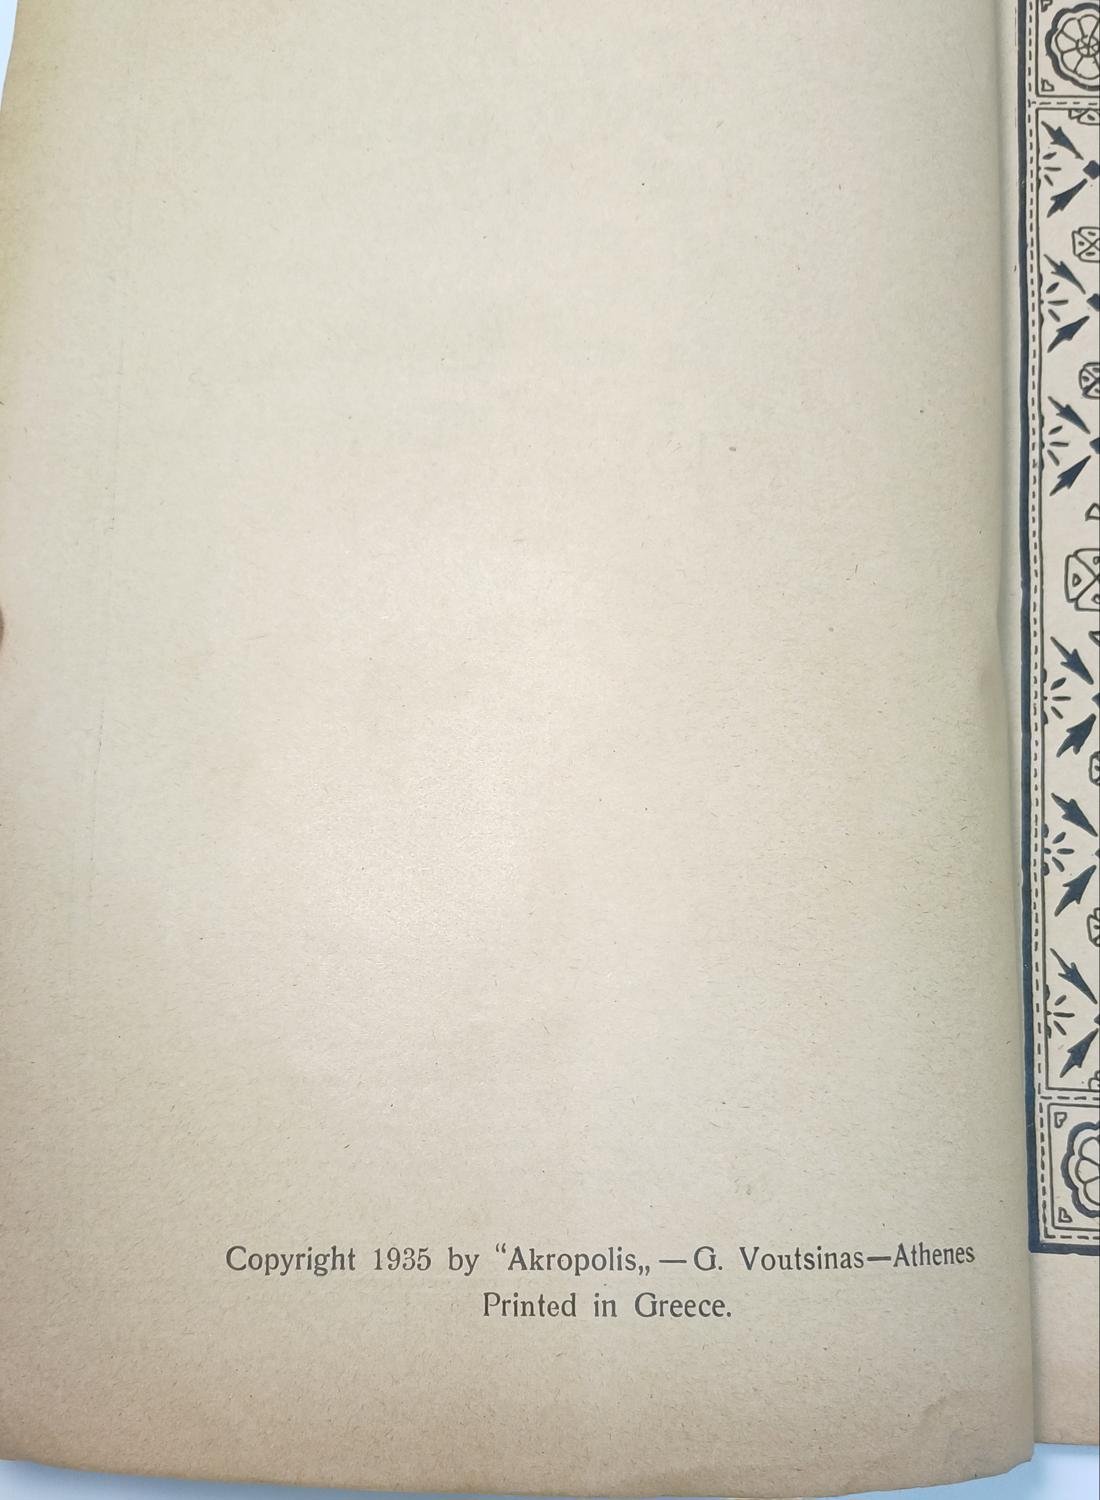 Copyright 1935 by “Akropolis„ — G. Voutsinas—Athenes
Printed in Greece.